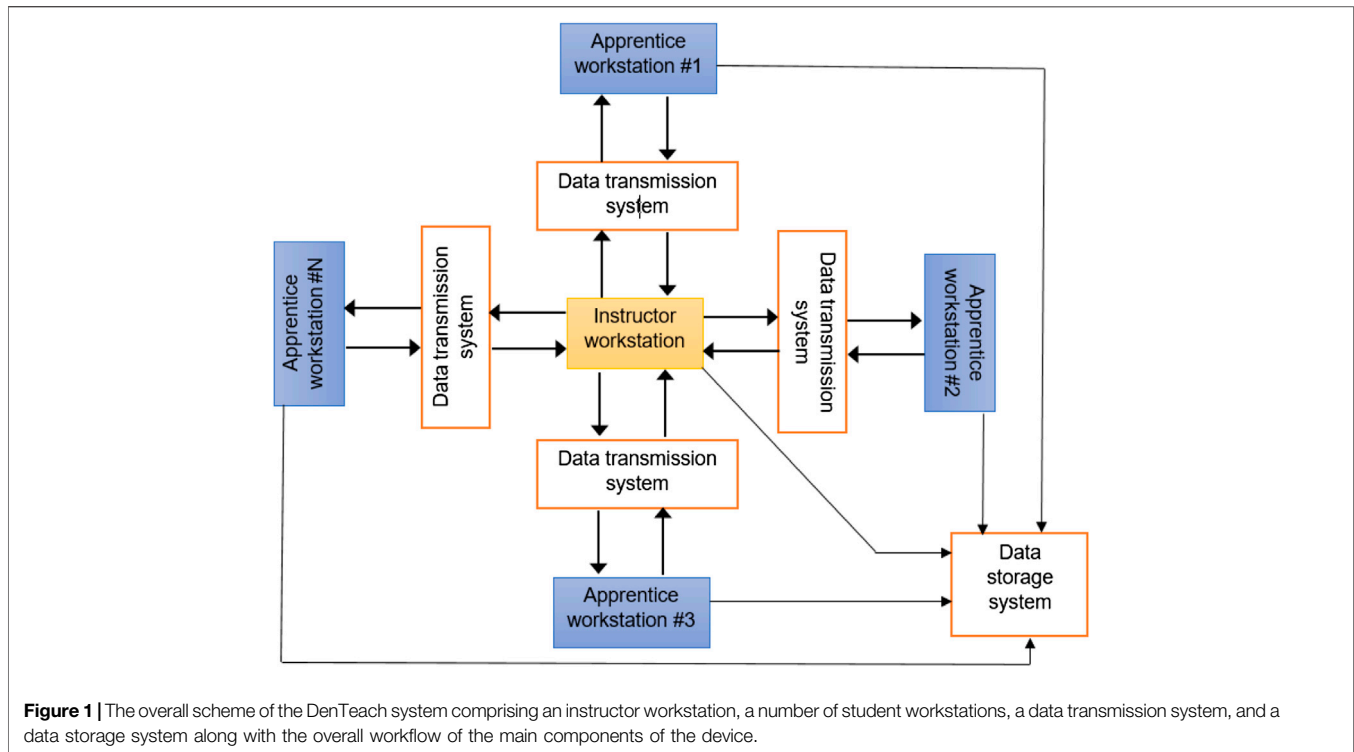 Apprentice
workstation #1
Data transmission
system
Apprentice
workstation #N
Data transmission
system
Instructor
workstation
Data transmission
system
Apprentice
workstation #2
Data transmission
system
Apprentice
workstation #3
Data
storage
system
Figure 1 | The overall scheme of the DenTeach system comprising an instructor workstation, a number of student workstations, a data transmission system, and a
data storage system along with the overall workflow of the main components of the device.